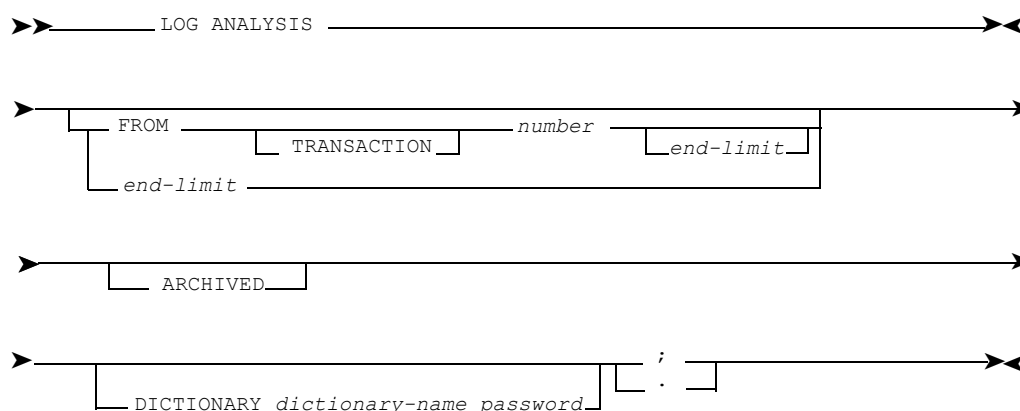 LOG ANALYSIS
FROM number
TRANSACTION end-limit
end-limit
ARCHIVED
;
.
DICTIONARY dictionary-name password